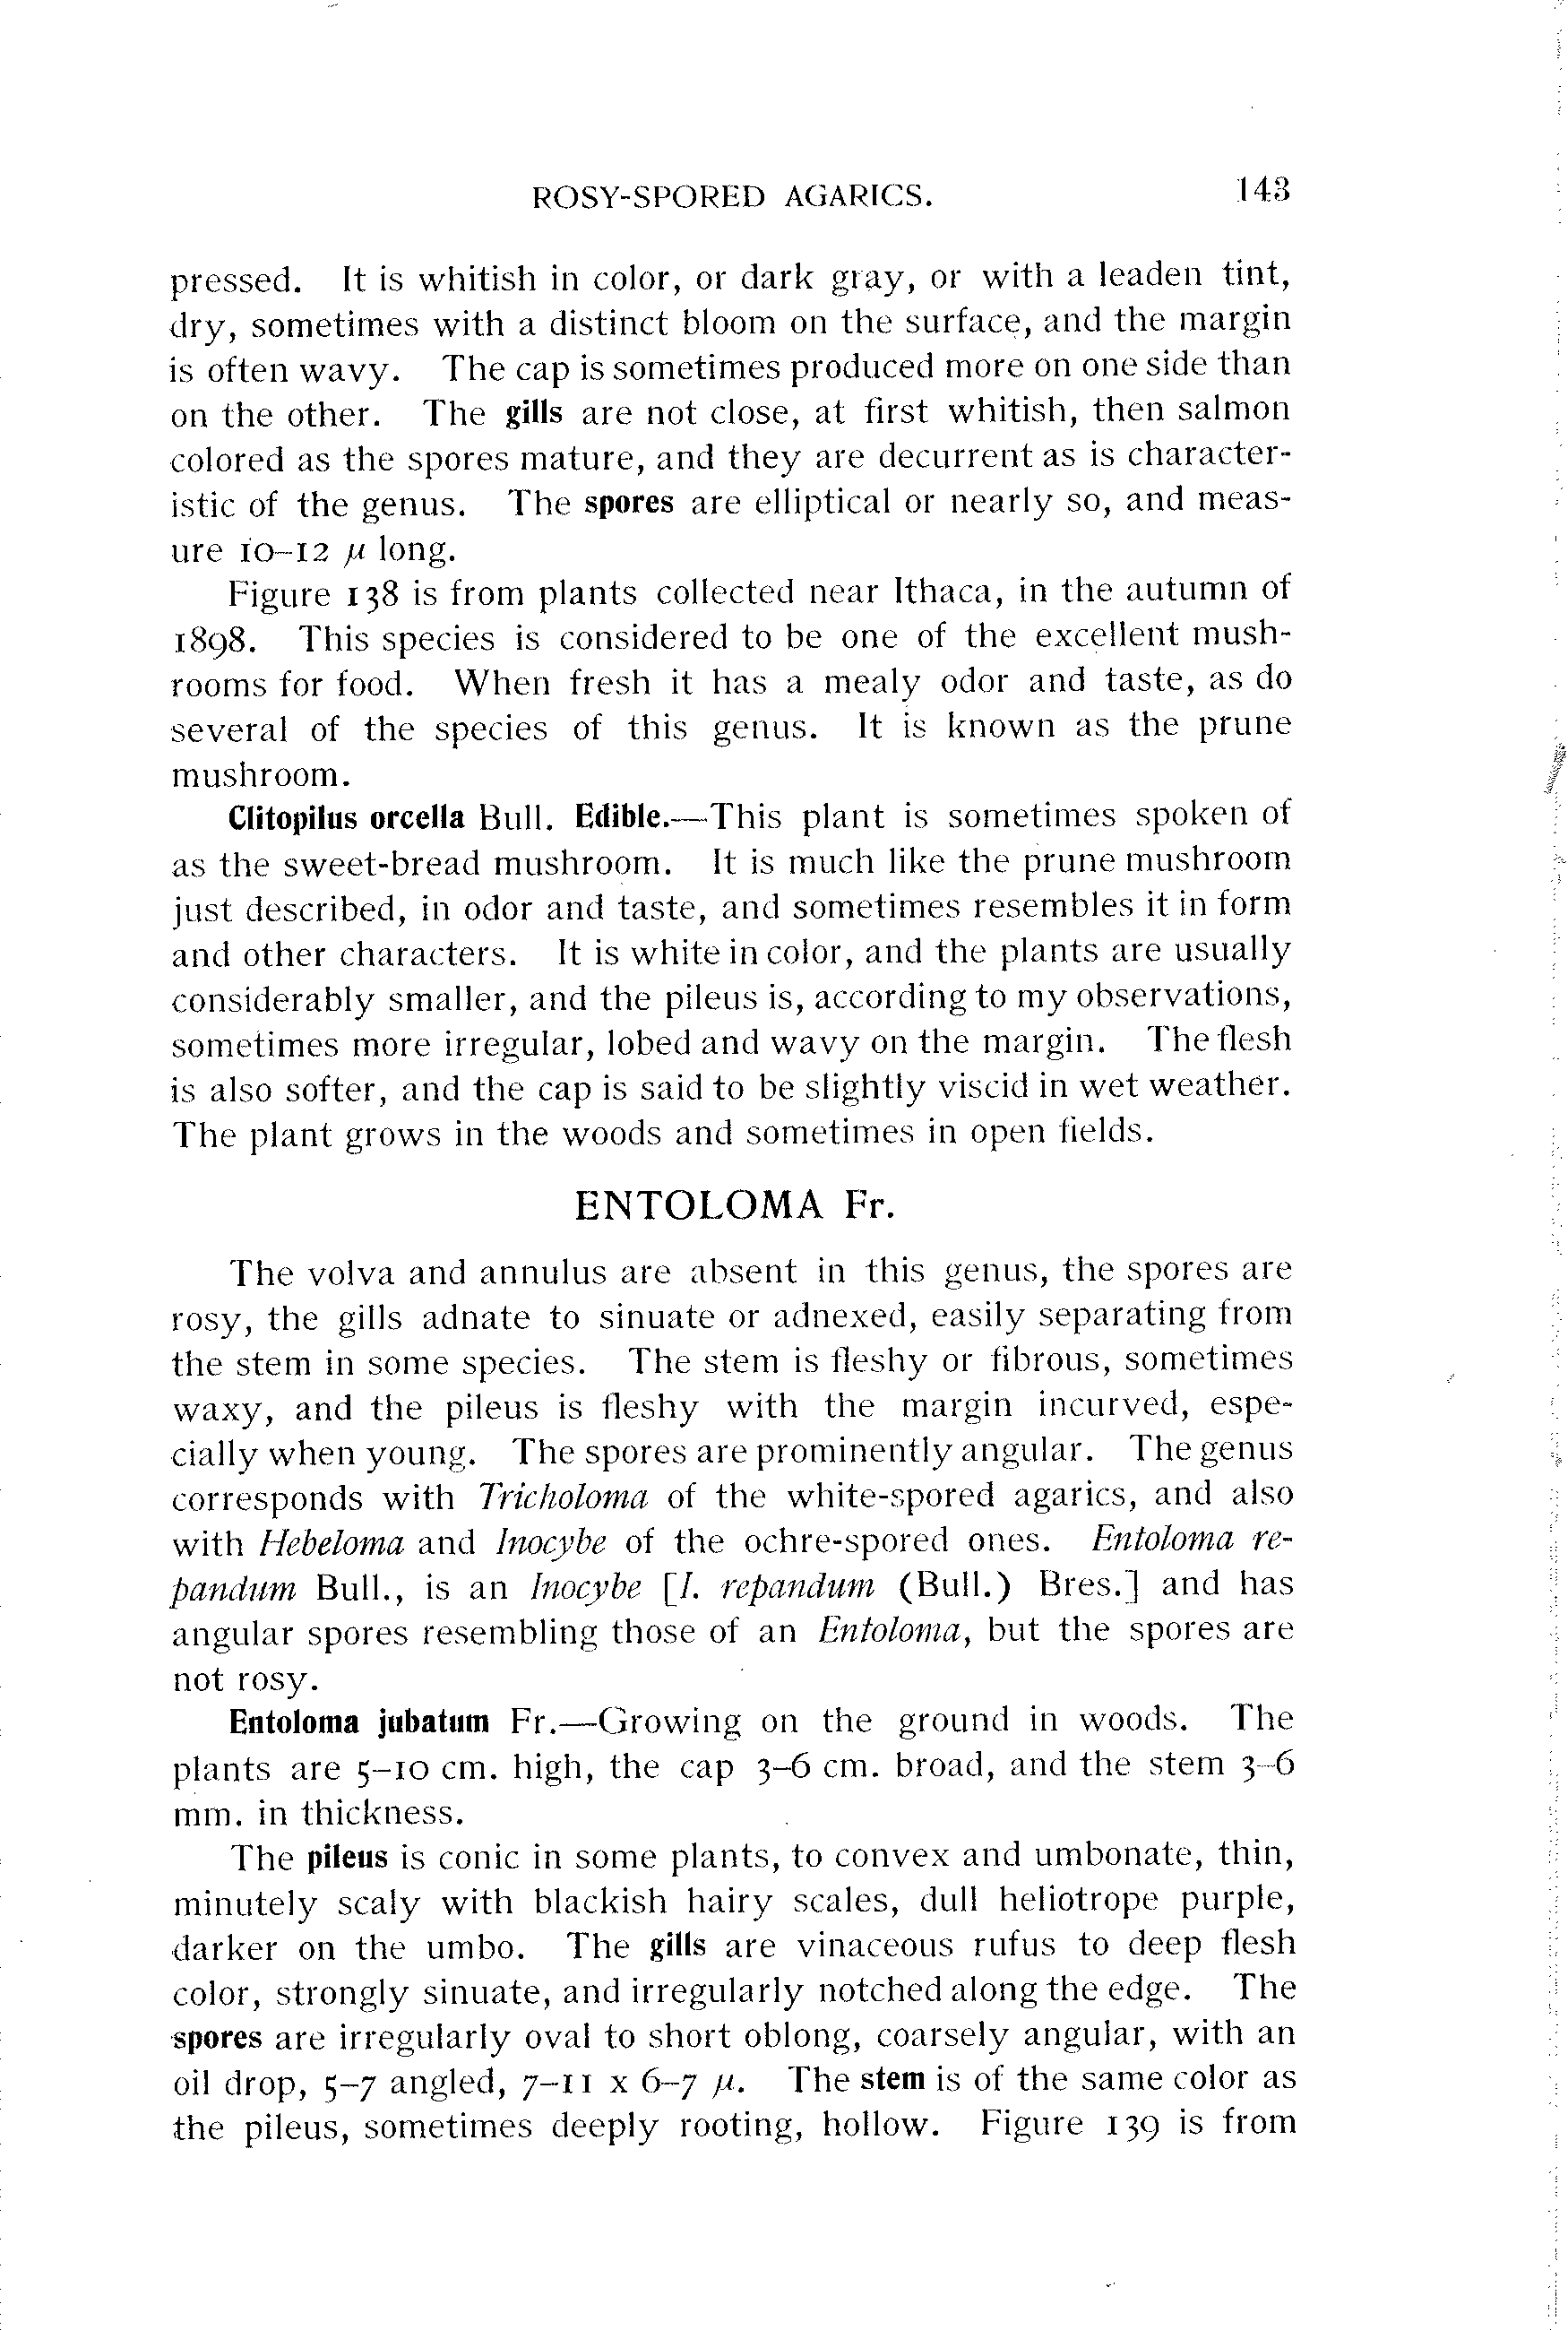 ROSY-SPORED AGARICS. 143
pressed. It is whitish in color, or dark gray, or with a leaden tint,
dry, sometimes with a distinct bloom on the surface, and the margin
is often wavy. The cap is sometimes produced more on one side than
on the other. The gills are not close, at first whitish, then salmon
colored as the spores mature, and they are decurrent as is character-
istic of the genus. The spores are elliptical or nearly so, and meas-
ure 10–12 μ long.
Figure 138 is from plants collected near Ithaca, in the autumn of
1898. This species is considered to be one of the excellent mush-
rooms for food. When fresh it has a mealy odor and taste, as do
several of the species of this genus. It is known as the prune
mushroom.
Clitopilus orcella Bull. Edible.—This plant is sometimes spoken of
as the sweet-bread mushroom. It is much like the prune mushroom
just described, in odor and taste, and sometimes resembles it in form
and other characters. It is white in color, and the plants are usually
considerably smaller, and the pileus is, according to my observations,
sometimes more irregular, lobed and wavy on the margin. The flesh
is also softer, and the cap is said to be slightly viscid in wet weather.
The plant grows in the woods and sometimes in open fields.
ENTOLOMA Fr.
The volva and annulus are absent in this genus, the spores are
rosy, the gills adnate to sinuate or adnexed, easily separating from
the stem in some species. The stem is fleshy or fibrous, sometimes
waxy, and the pileus is fleshy with the margin incurved, espe-
cially when young. The spores are prominently angular. The genus
corresponds with Tricholoma of the white-spored agarics, and also
with Hebeloma and Inocybe of the ochre-spored ones. Entoloma re-
pandum Bull., is an Inocybe [I. repandum (Bull.) Bres.] and has
angular spores resembling those of an Entoloma, but the spores are
not rosy.
Entoloma jubatum Fr.—Growing on the ground in woods. The
plants are 5–10 cm. high, the cap 3–6 cm. broad, and the stem 3–6
mm. in thickness.
The pileus is conic in some plants, to convex and umbonate, thin,
minutely scaly with blackish hairy scales, dull heliotrope purple,
darker on the umbo. The gills are vinaceous rufus to deep flesh
color, strongly sinuate, and irregularly notched along the edge. The
spores are irregularly oval to short oblong, coarsely angular, with an
oil drop, 5–7 angled, 7–11 x 6–7 μ. The stem is of the same color as
the pileus, sometimes deeply rooting, hollow. Figure 139 is from